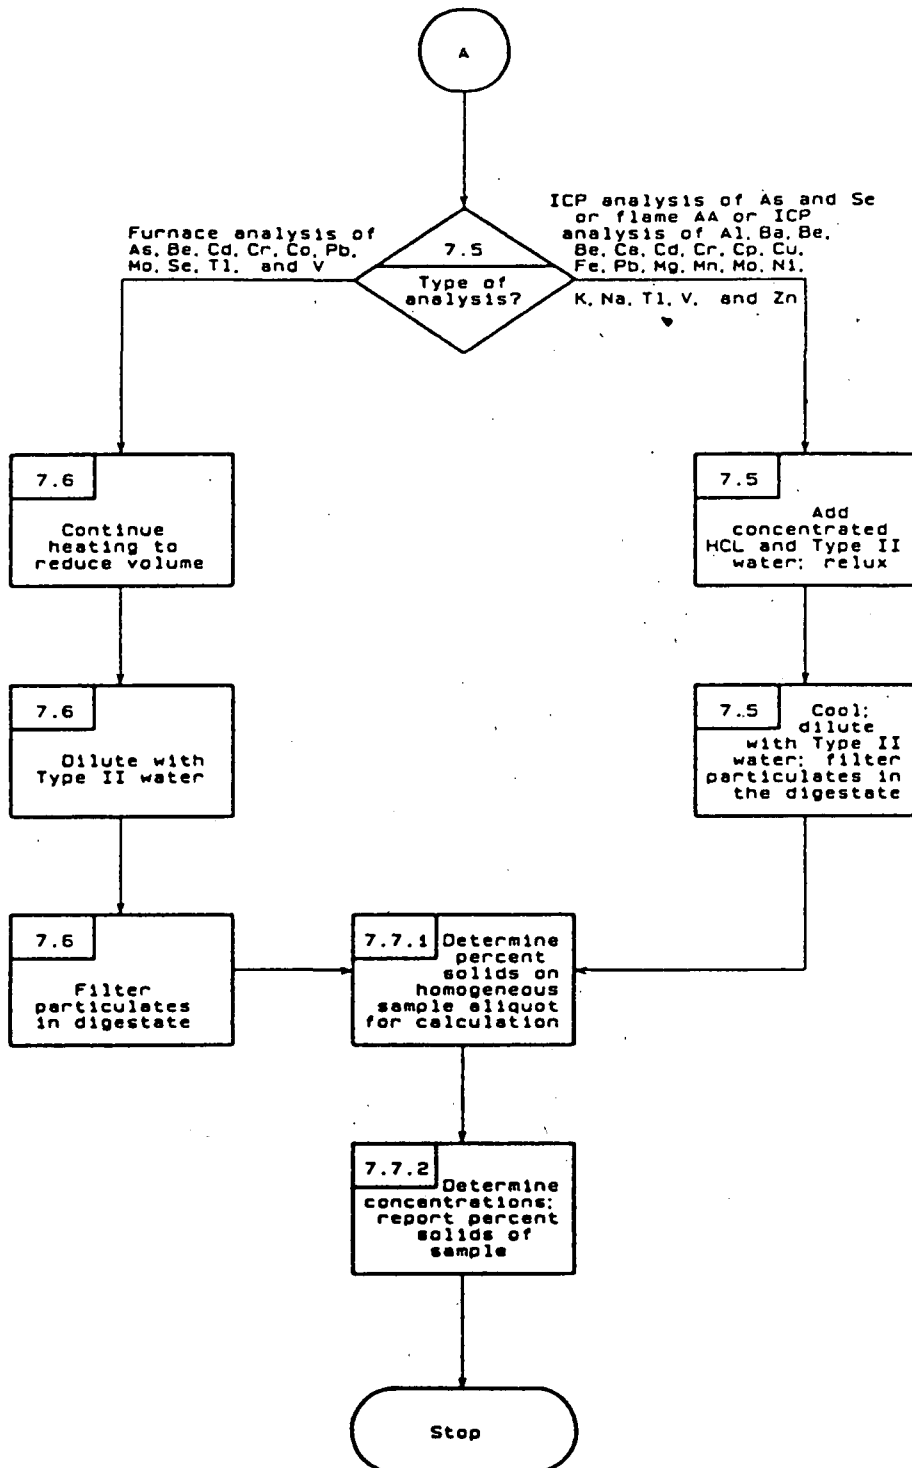 A
Furnace analysis of
As, Be, Cd, Cr, Co, Pb,
Mo, Se, Tl, and V
7.5
Type of
analysis?
ICP analysis of As and Se
or flame AA or ICP
analysis of Al, Ba, Be,
Be, Ca, Cd, Cr, Cp, Cu,
Fe, Pb, Mg, Mn, Mo, Ni,
K, Na, Tl, V, and Zn
7.6
Continue
heating to
reduce volume
7.5
Add
concentrated
HCL and Type II
water; relux
7.6
Dilute with
Type II water
7.5
Cool;
dilute
with Type II
water; filter
particulates in
the digestate
7.6
Filter
particulates
in digestate
7.7.1
Determine
percent
solids on
homogeneous
sample aliquot
for calculation
7.7.2
Determine
concentrations;
report percent
solids of
sample
Stop